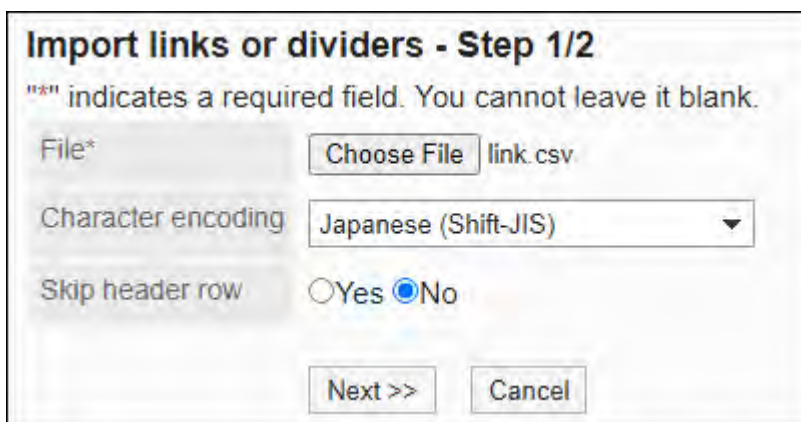 Import links or dividers - Step 1/2
"*" indicates a required field. You cannot leave it blank.
File* Choose File link.csv
Character encoding Japanese (Shift-JIS)
Skip header row Yes No
Next >> Cancel